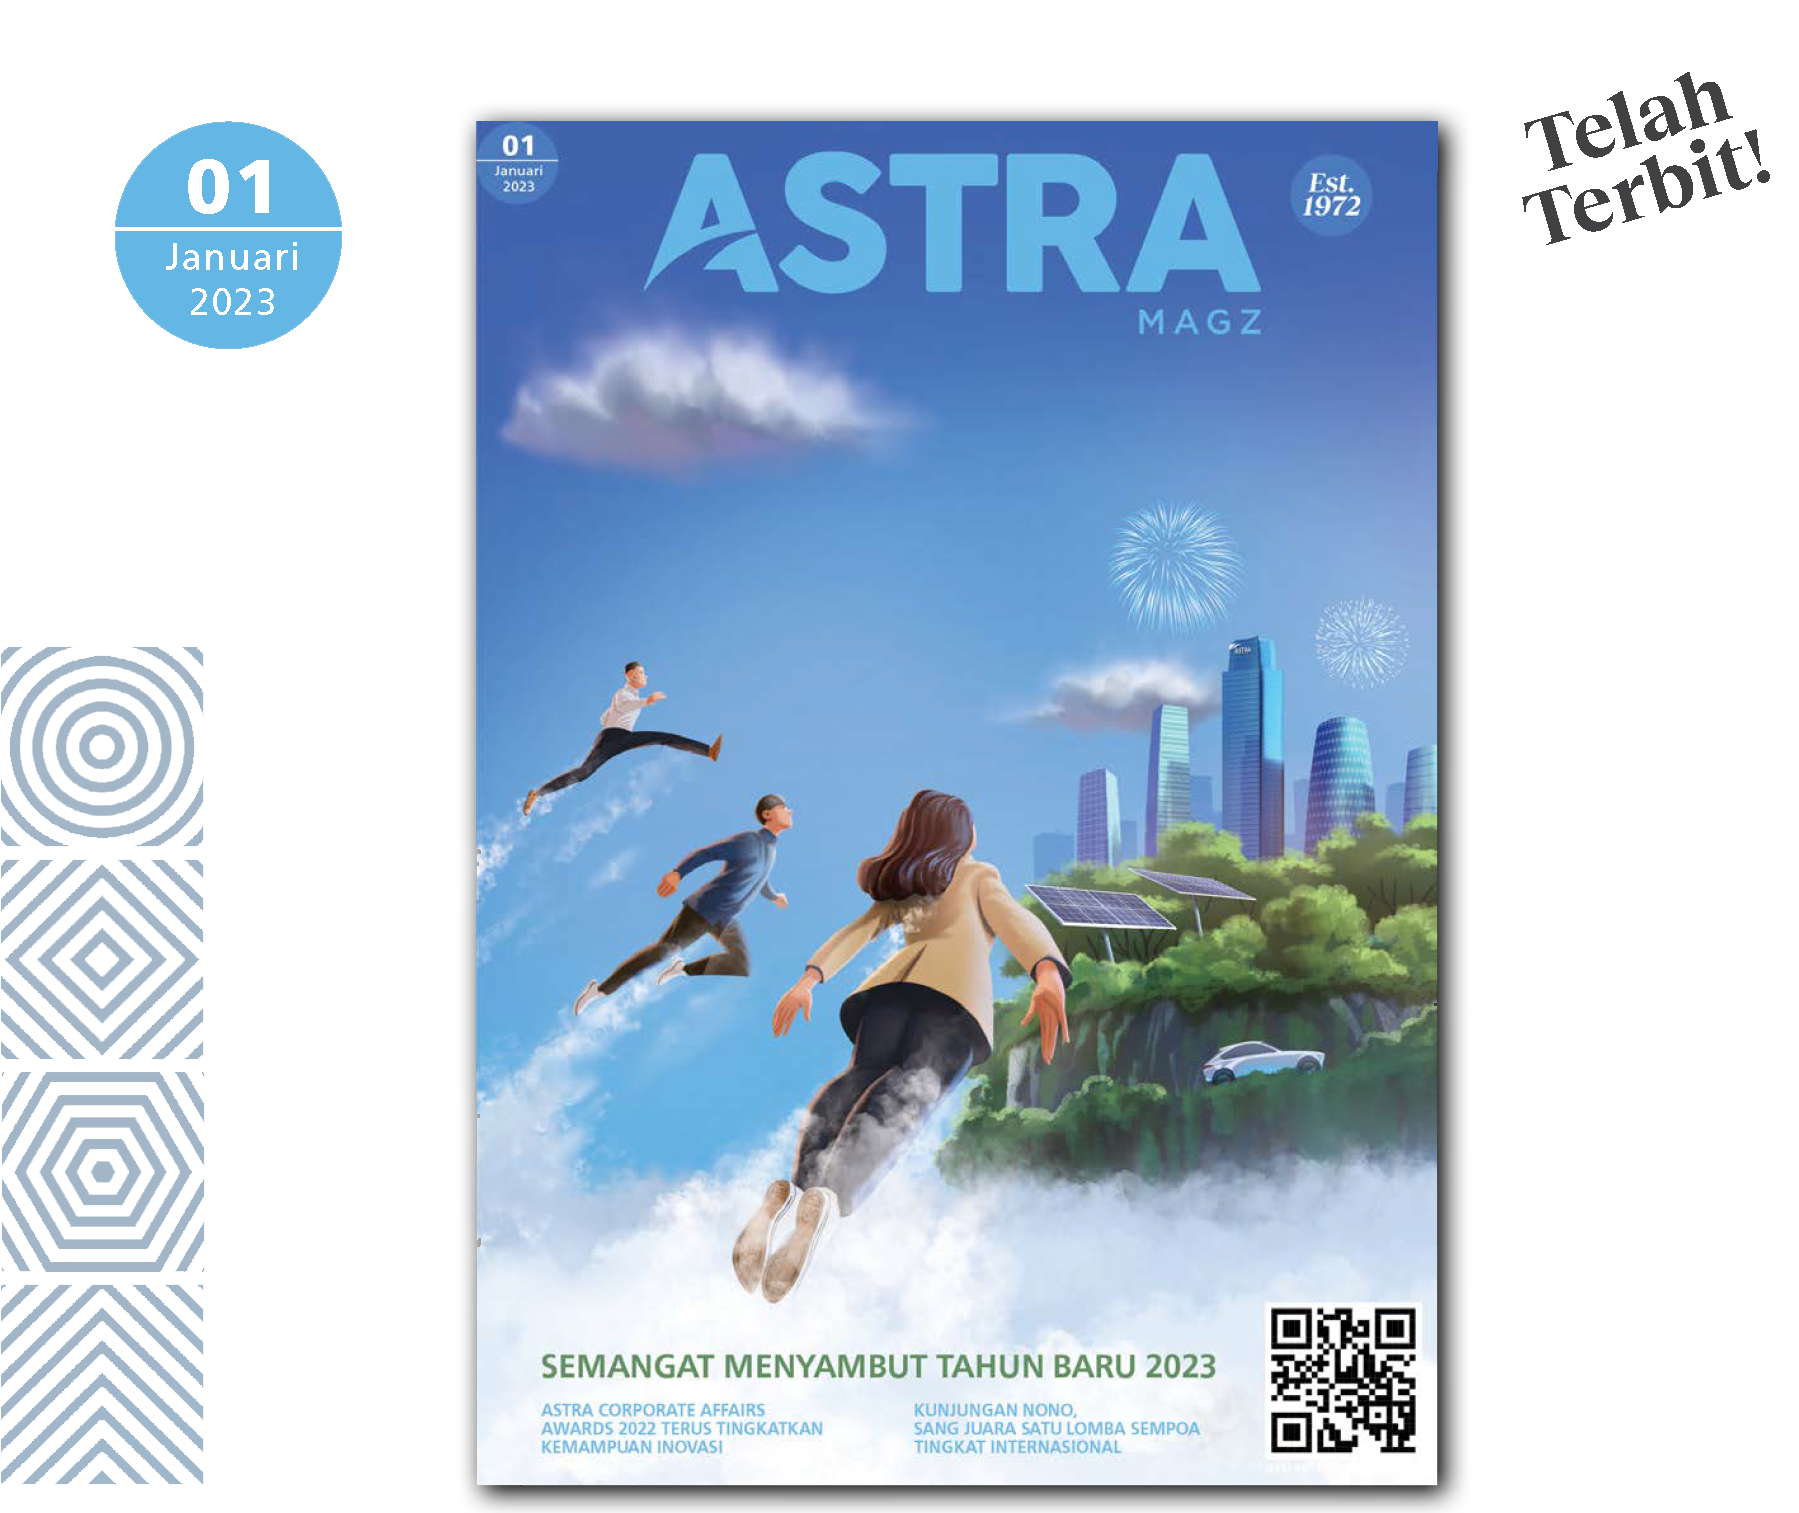 01
Januari
2023
Telah
Terbit!
01
Januari
2023
ASTRA
MAGZ
Est.
1972
ASTRA
SEMANGAT MENYAMBUT TAHUN BARU 2023
ASTRA CORPORATE AFFAIRS
AWARDS 2022 TERUS TINGKATKAN
KEMAMPUAN INOVASI
KUNJUNGAN NONO,
SANG JUARA SATU LOMBA SEMPOA
TINGKAT INTERNASIONAL